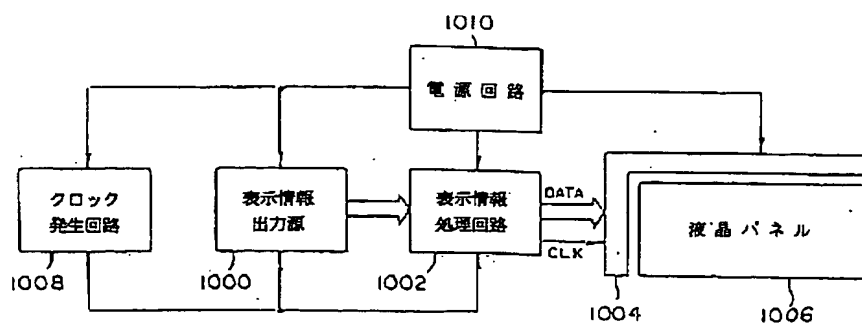 1010
電源回路
クロック
発生回路
表示情報
出力源
表示情報
処理回路
DATA
CLK
液晶パネル
1008
1000
1002
1004
1006